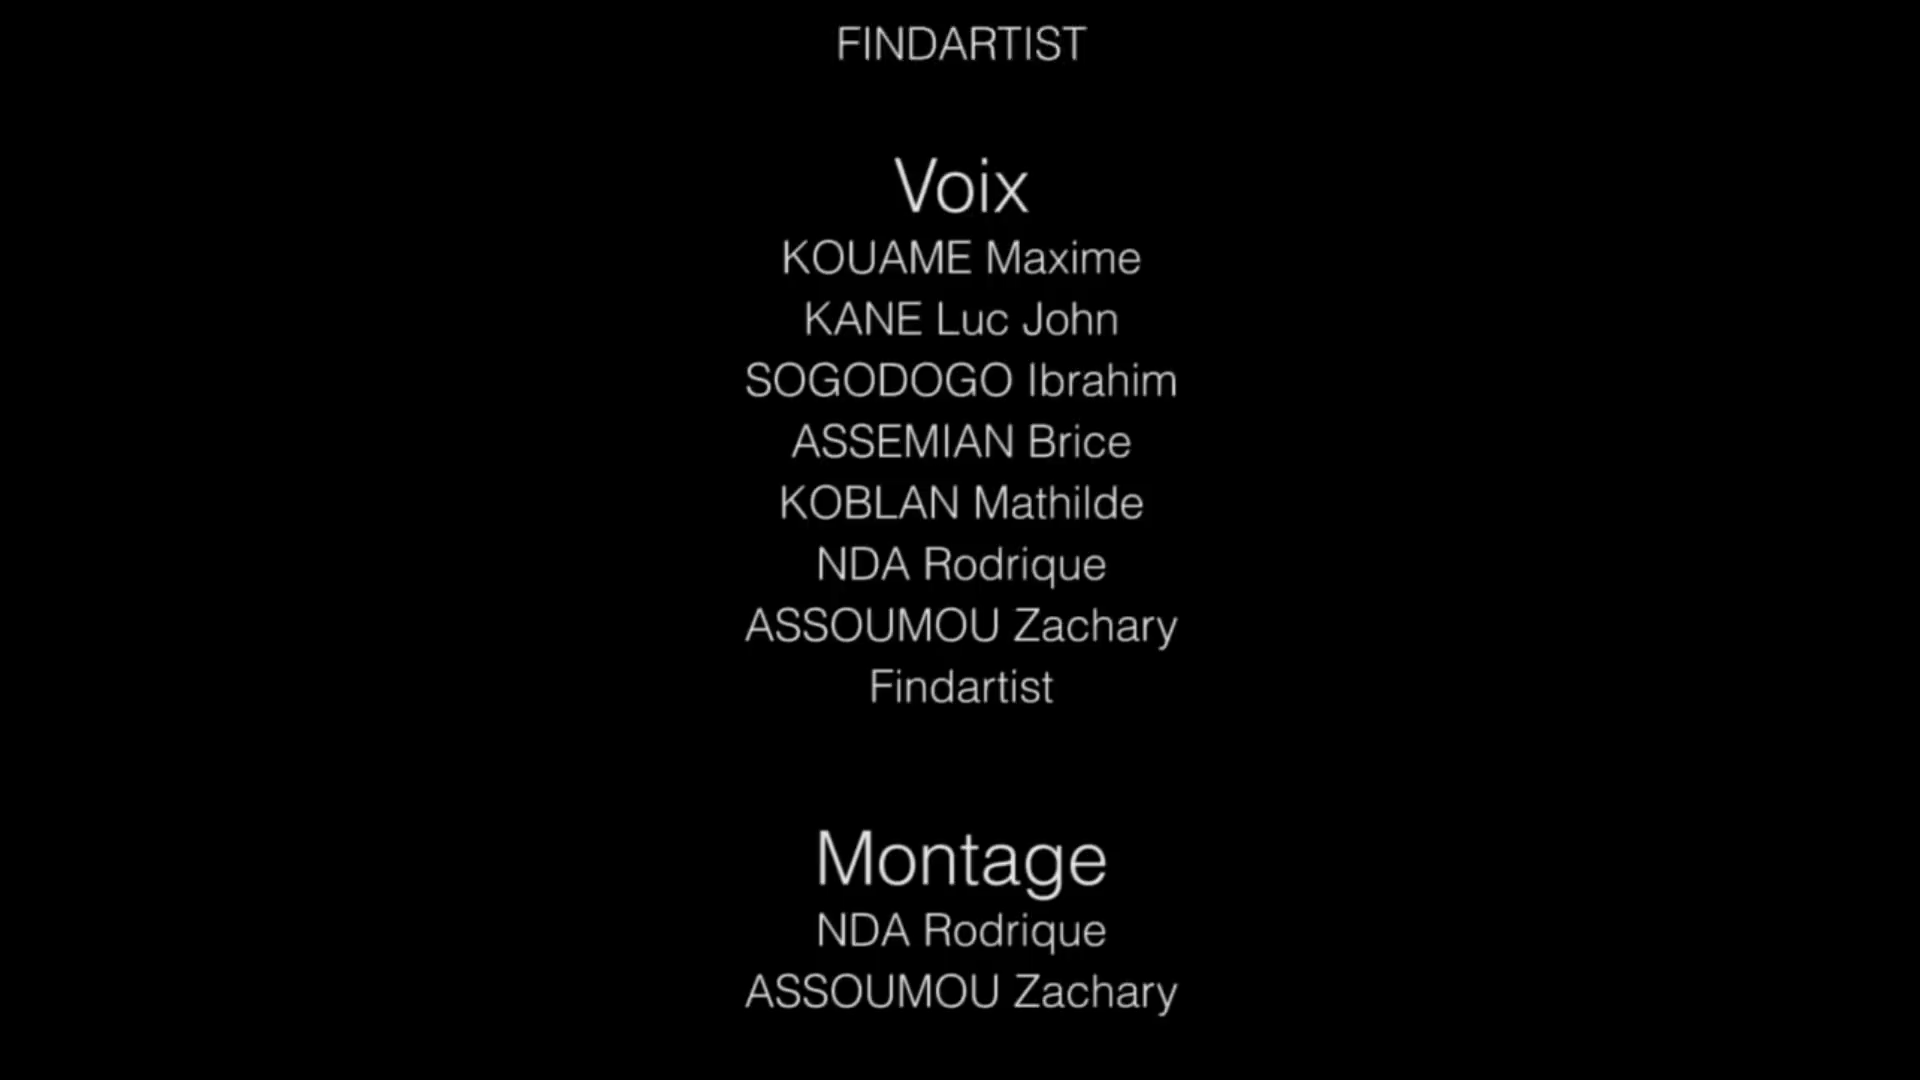 FINDARTIST
Voix
KOUAME Maxime
KANE Luc John
SOGODOGO Ibrahim
ASSEMIAN Brice
KOBLAN Mathilde
NDA Rodrique
ASSOUMOU Zachary
Findartist
Montage
NDA Rodrique
ASSOUMOU Zachary